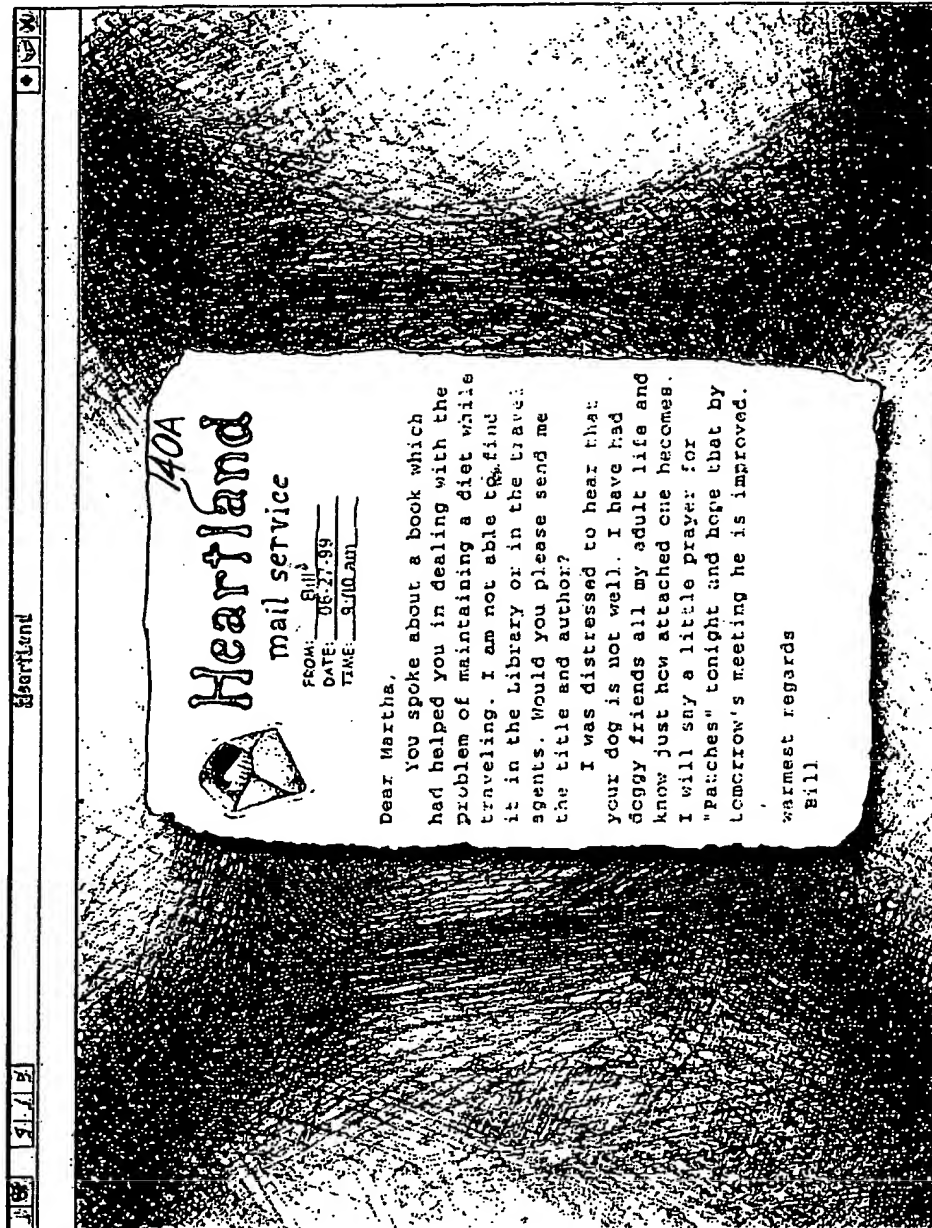 HeartLand
140A
Heartland
mail service
FROM: Bill
DATE: 06-27-99
TIME: 9:10 am
Dear Martha,
You spoke about a book which
had helped you in dealing with the
problem of maintaining a diet while
traveling. I am not able to find
it in the Library or in the travel
agents. Would you please send me
the title and author?
I was distressed to hear that
your dog is not well. I have had
doggy friends all my adult life and
know just how attached one becomes.
I will say a little prayer for
"Patches" tonight and hope that by
tomorrow's meeting he is improved.
warmest regards
Bill